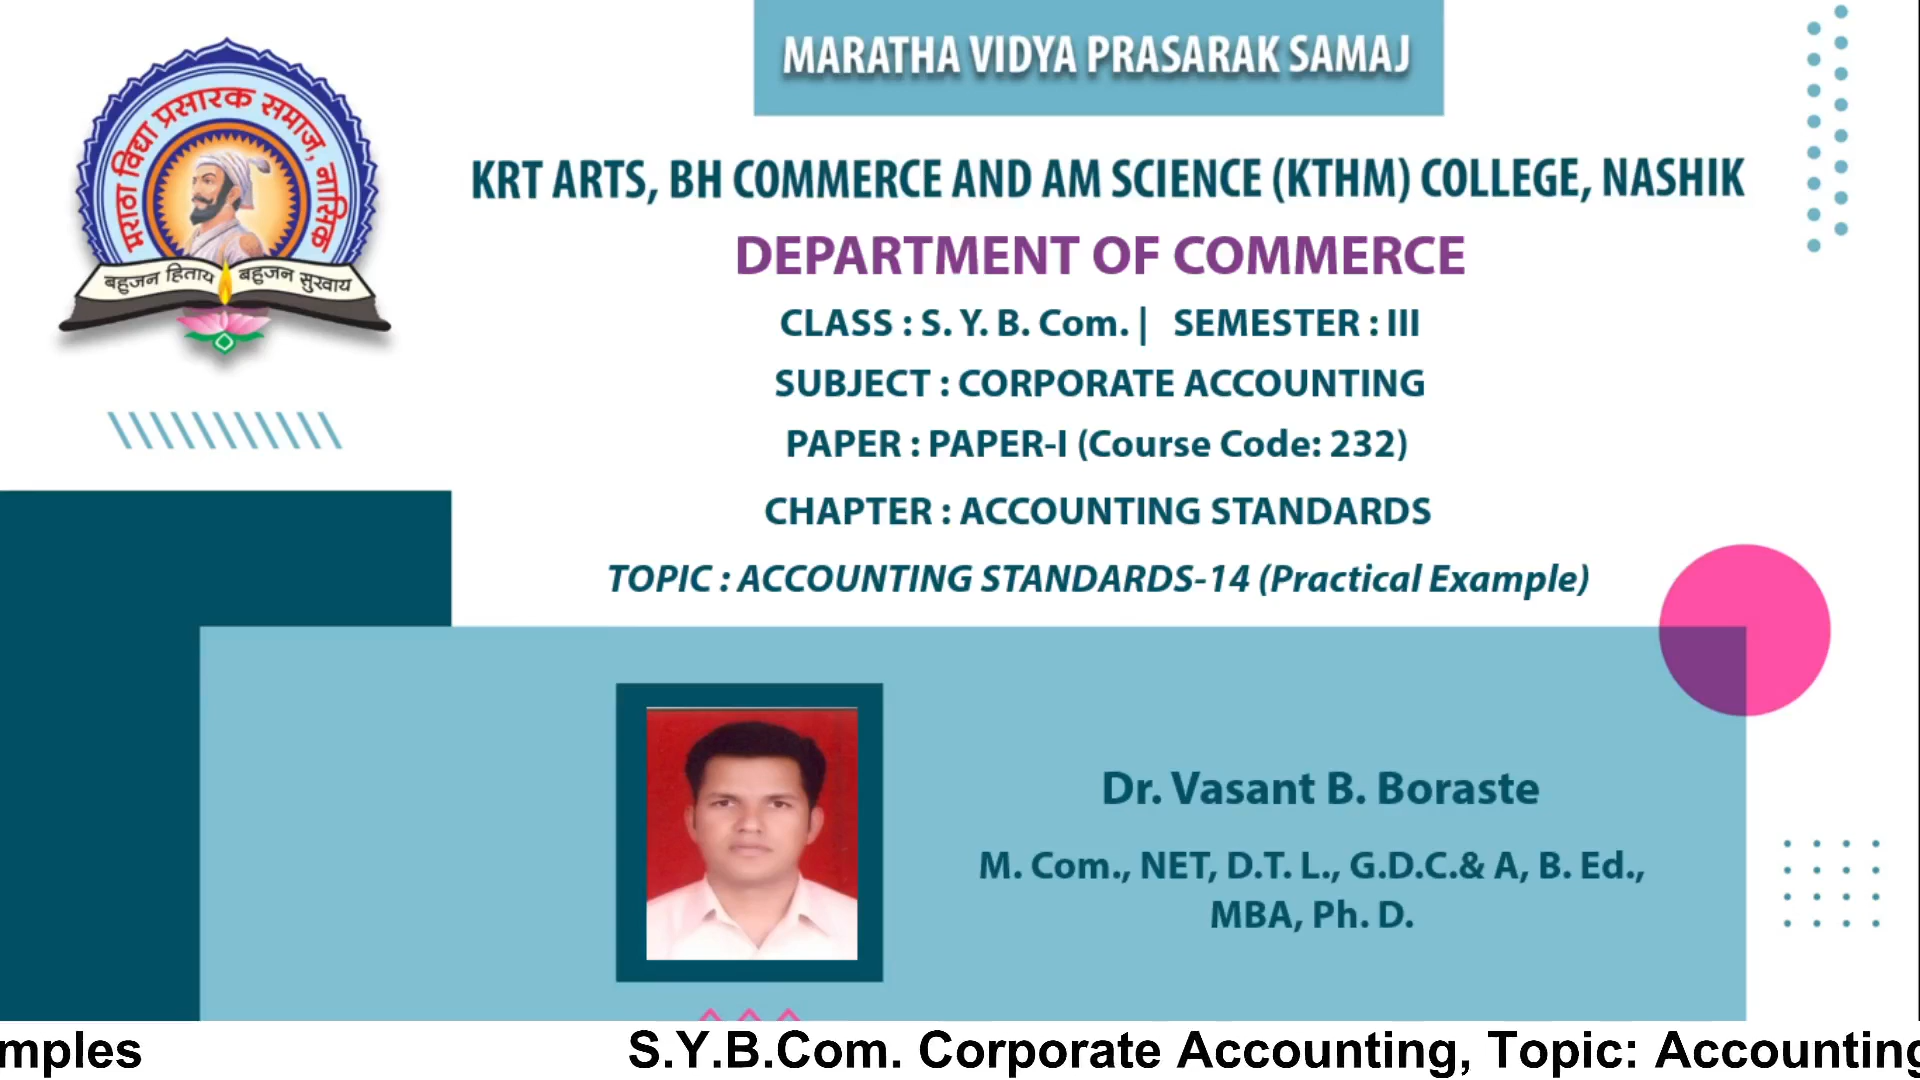 मराठा विद्या प्रसारक समाज, नासिक
बहुजन हिताय बहुजन सुखाय
MARATHA VIDYA PRASARAK SAMAJ
KRT ARTS, BH COMMERCE AND AM SCIENCE (KTHM) COLLEGE, NASHIK
DEPARTMENT OF COMMERCE
CLASS : S. Y. B. Com. | SEMESTER : III
SUBJECT : CORPORATE ACCOUNTING
PAPER : PAPER-I (Course Code: 232)
CHAPTER : ACCOUNTING STANDARDS
TOPIC : ACCOUNTING STANDARDS-14 (Practical Example)
Dr. Vasant B. Boraste
M. Com., NET, D.T. L., G.D.C.& A, B. Ed.,
MBA, Ph. D.
mples S.Y.B.Com. Corporate Accounting, Topic: Accounting